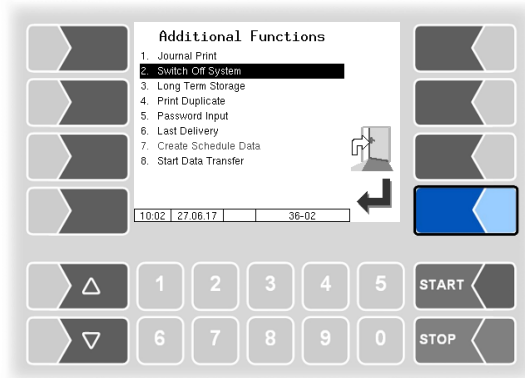 Additional Functions
1. Journal Print
2. Switch Off System
3. Long Term Storage
4. Print Duplicate
5. Password Input
6. Last Delivery
7. Create Schedule Data
8. Start Data Transfer
10:02 27.06.17 36-02
1 2 3 4 5 START
6 7 8 9 0 STOP